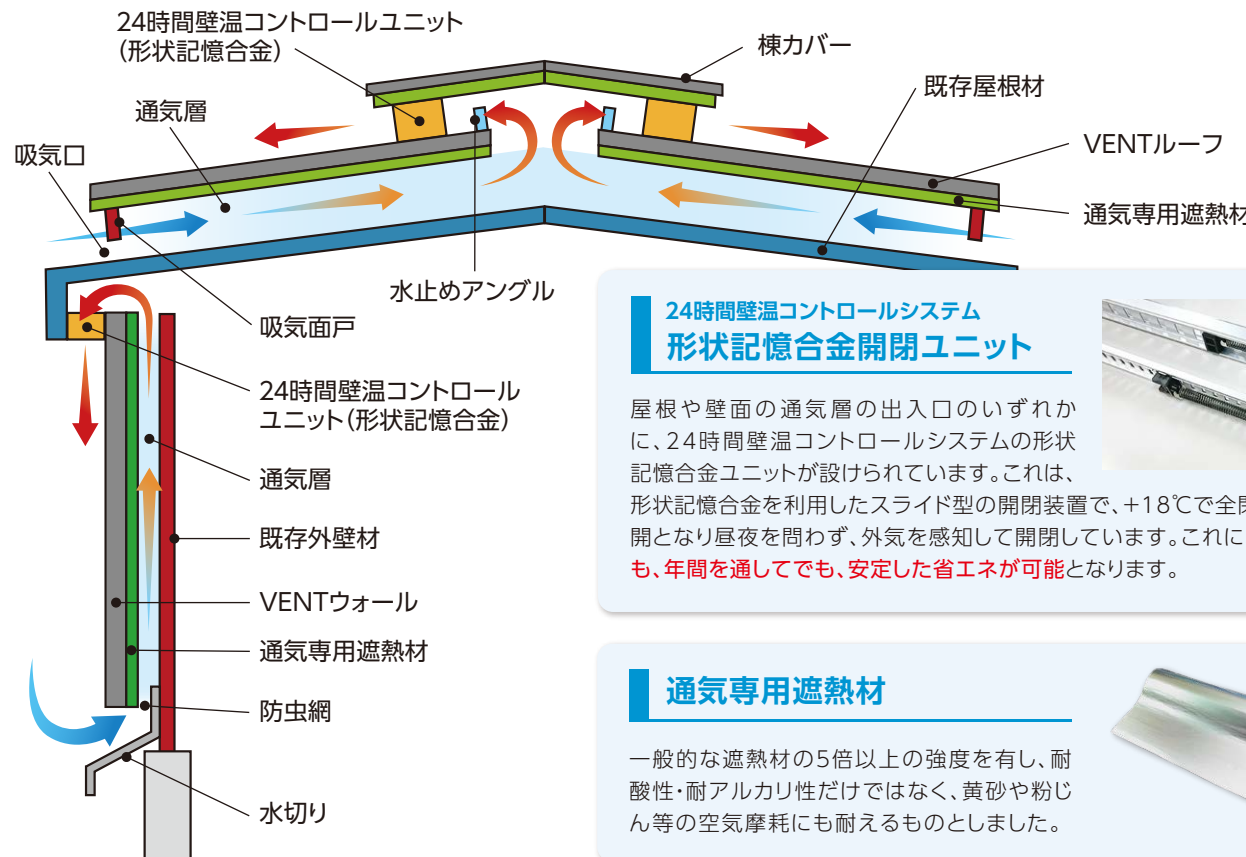 24時間壁温コントロールユニット
（形状記憶合金）
棟カバー
既存屋根材
通気層
吸気口
VENTルーフ
通気専用遮熱材
水止めアングル
吸気面戸
24時間壁温コントロール
ユニット（形状記憶合金）
通気層
既存外壁材
VENTウォール
通気専用遮熱材
防虫網
水切り
24時間壁温コントロールシステム
形状記憶合金開閉ユニット
屋根や壁面の通気層の出入口のいずれか
に、24時間壁温コントロールシステムの形状
記憶合金ユニットが設けられています。これは、
形状記憶合金を利用したスライド型の開閉装置で、+18℃で全閉
開となり昼夜を問わず、外気を感知して開閉しています。これに
も、年間を通してでも、安定した省エネが可能となります。
通気専用遮熱材
一般的な遮熱材の5倍以上の強度を有し、耐
酸性・耐アルカリ性だけではなく、黄砂や粉じ
ん等の空気摩耗にも耐えるものとしました。